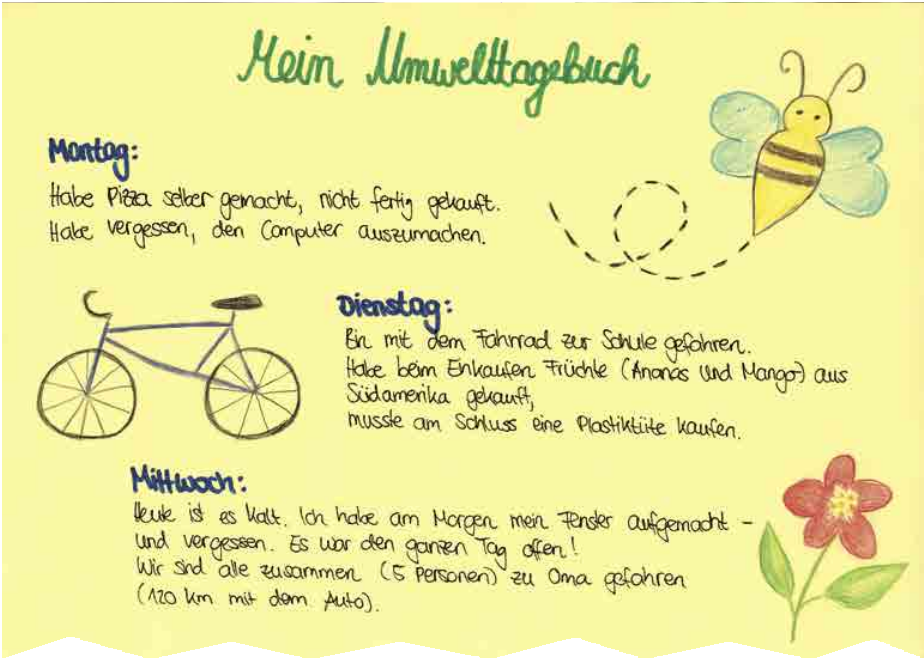 Mein Umwelttagebuch
Montag:
Habe Pizza selber gemacht, nicht fertig gekauft.
Habe vergessen, den Computer auszumachen.
Dienstag:
Bin mit dem Fahrrad zur Schule gefahren.
Habe beim Einkaufen Früchte (Ananas und Mango) aus
Südamerika gekauft,
musste am Schluss eine Plastiktüte kaufen.
Mittwoch:
Heute ist es kalt. Ich habe am Morgen mein Fenster aufgemacht –
und vergessen. Es war den ganzen Tag offen!
Wir sind alle zusammen (5 Personen) zu Oma gefahren
(120 km mit dem Auto).